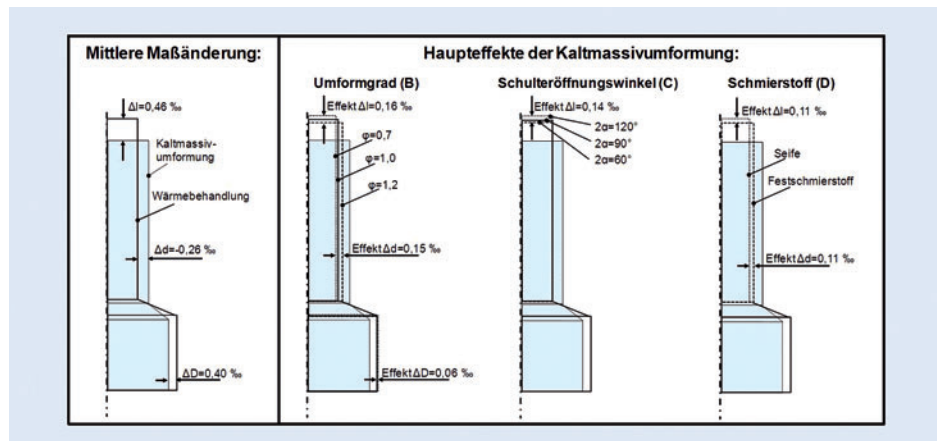 Mittlere Maßänderung:
Δl=0,46 ‰
Kaltmassiv-
umformung
Wärmebehandlung
Δd=-0,26 ‰
ΔD=0,40 ‰
Haupteffekte der Kaltmassivumformung:
Umformgrad (B)
Effekt Δl=0,16 ‰
φ=0,7
φ=1,0
φ=1,2
Effekt Δd=0,15 ‰
Effekt ΔD=0,06 ‰
Schulteröffnungswinkel (C)
Effekt Δl=0,14 ‰
2α=120°
2α=90°
2α=60°
Schmierstoff (D)
Effekt Δl=0,11 ‰
Seife
Festschmierstoff
Effekt Δd=0,11 ‰